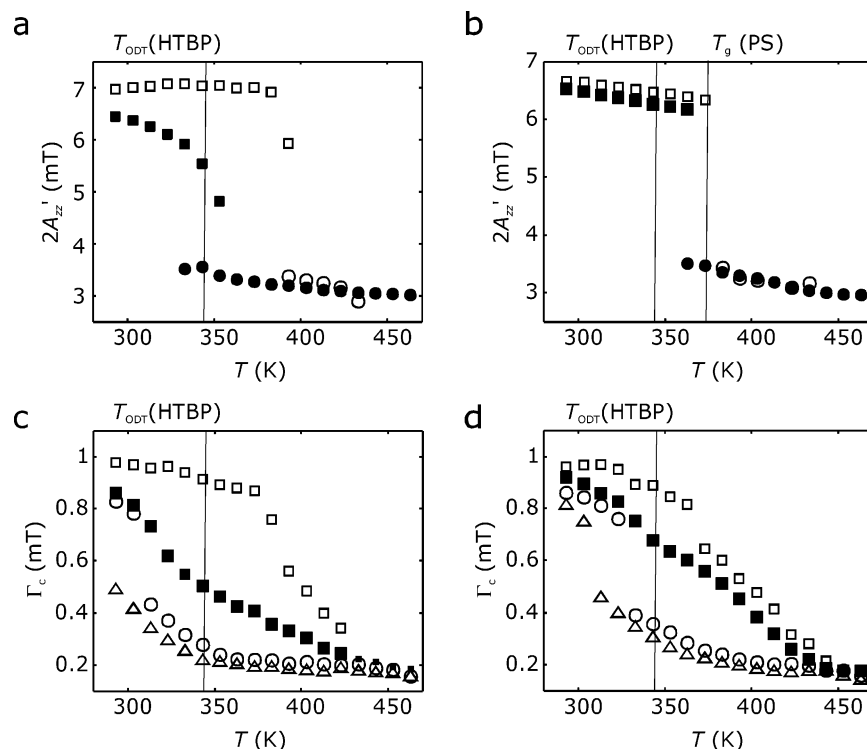 a
T_ODT(HTBP)
7
6
5
4
3
2A_zz' (mT)
300 350 400 450
T (K)
b
T_ODT(HTBP) T_g (PS)
7
6
5
4
3
2A_zz' (mT)
300 350 400 450
T (K)
c
T_ODT(HTBP)
1
0.8
0.6
0.4
0.2
Γ_c (mT)
300 350 400 450
T (K)
d
T_ODT(HTBP)
1
0.8
0.6
0.4
0.2
Γ_c (mT)
300 350 400 450
T (K)